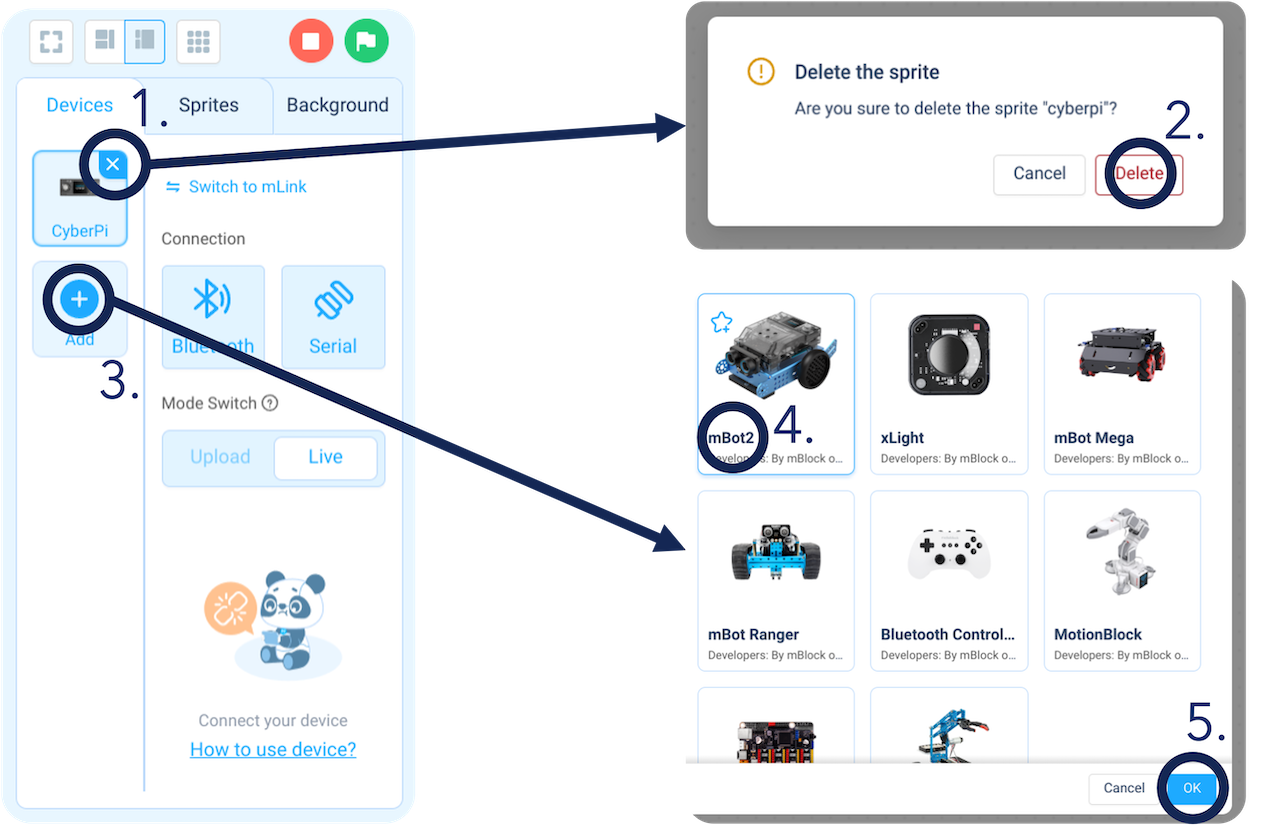 Devices
1.
Sprites
Background
CyberPi
Switch to mLink
Connection
Bluetooth
Serial
Add
3.
Mode Switch ?
Upload
Live
Connect your device
How to use device?
Delete the sprite
Are you sure to delete the sprite "cyberpi"?
2.
Cancel
Delete
mBot2
4.
Developers: By mBlock o...
xLight
Developers: By mBlock o...
mBot Mega
Developers: By mBlock o...
mBot Ranger
Developers: By mBlock o...
Bluetooth Control...
Developers: By mBlock o...
MotionBlock
Developers: By mBlock o...
5.
Cancel
OK